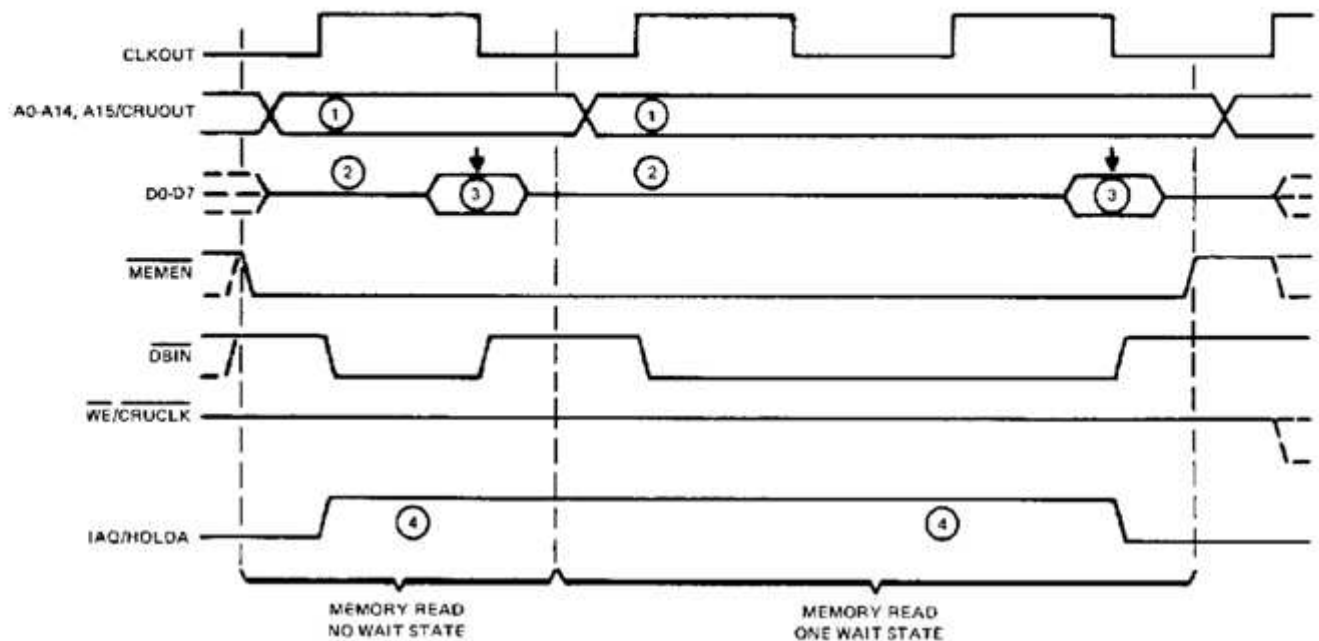 CLKOUT
A0-A14, A15/CRUOUT
1
1
2
2
D0-D7
3
3
MEMEN
DBIN
WE/CRUCLK
4
4
IAQ/HOLDA
MEMORY READ
NO WAIT STATE
MEMORY READ
ONE WAIT STATE